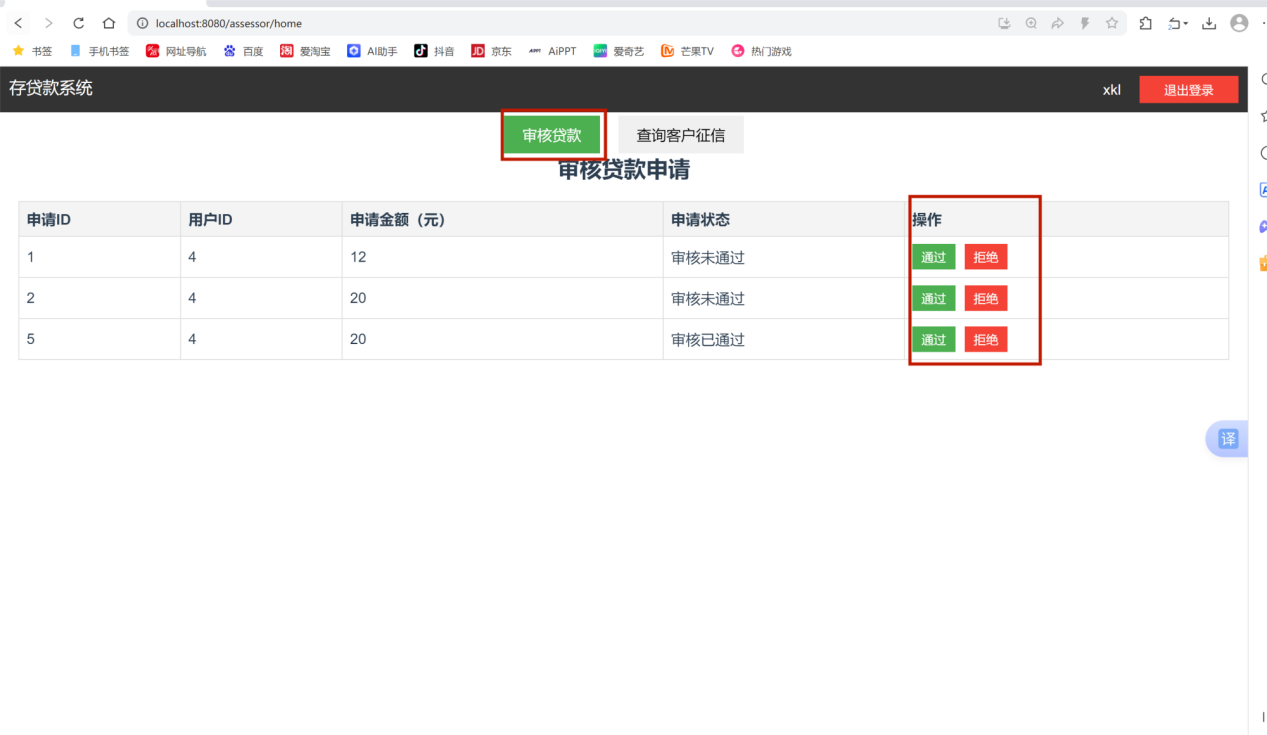 localhost:8080/assessor/home
书签 手机书签 网址导航 百度 淘 爱淘宝 AI助手 抖音 JD 京东 AiPPT AiPPT 爱奇艺 芒果TV 热门游戏
存贷款系统 xkl 退出登录
审核贷款 查询客户征信
审核贷款申请
申请ID 用户ID 申请金额（元） 申请状态 操作
1 4 12 审核未通过 通过 拒绝
2 4 20 审核未通过 通过 拒绝
5 4 20 审核已通过 通过 拒绝
译